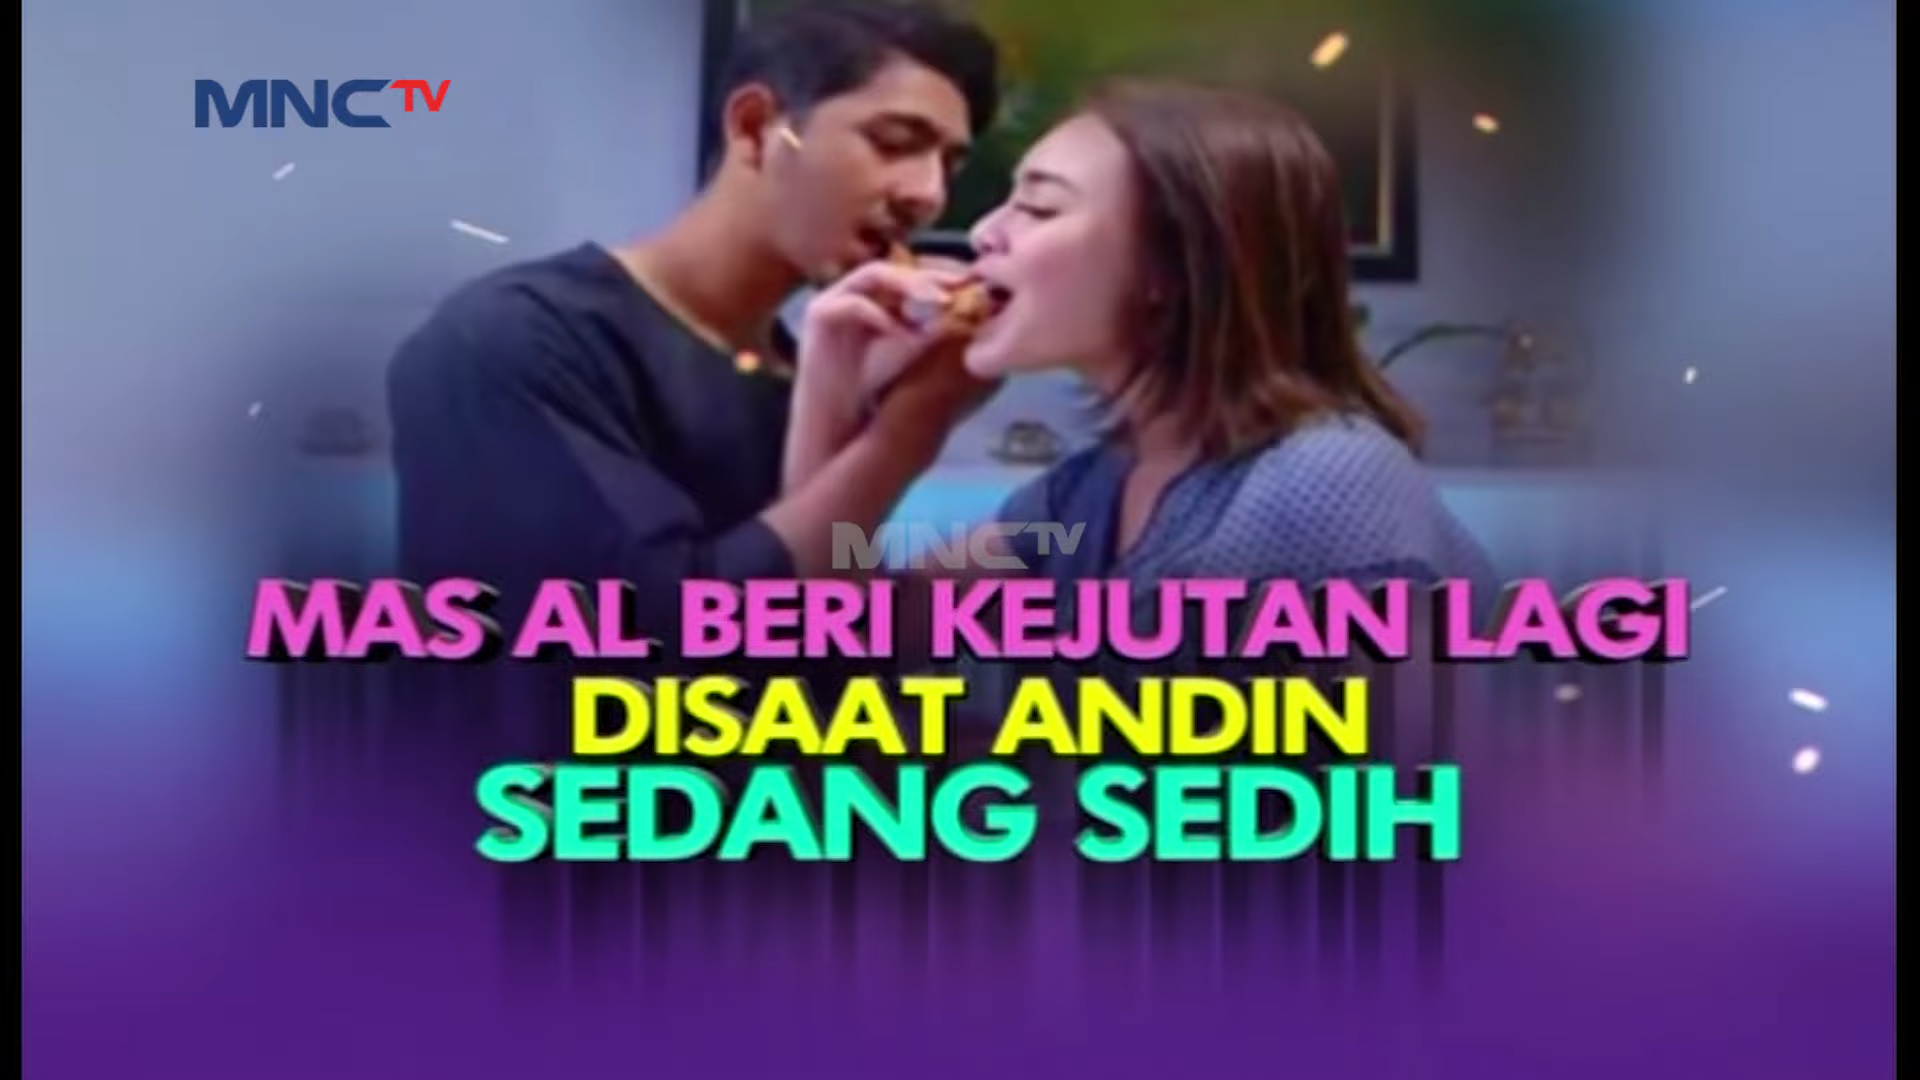 MNCTV
MNCTV
MAS AL BERI KEJUTAN LAGI
DISAAT ANDIN
SEDANG SEDIH